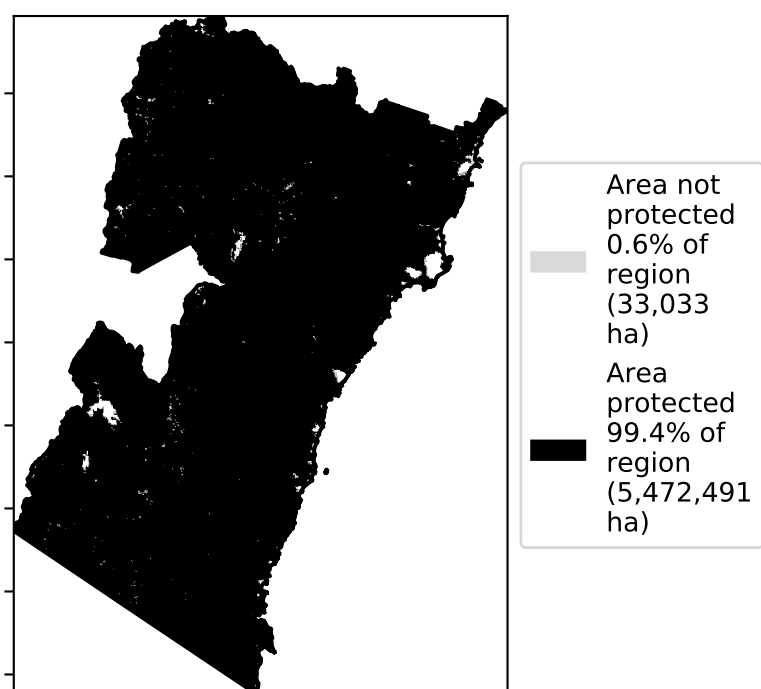 Area not
protected
0.6% of
region
(33,033
ha)
Area
protected
99.4% of
region
(5,472,491
ha)